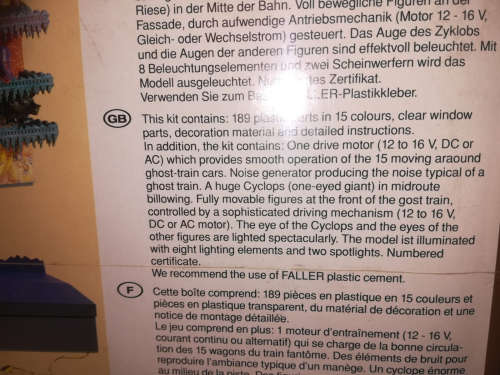 Riese) in der Mitte der Bahn. Voll bewegliche Figuren an der
Fassade, durch aufwendige Antriebsmechanik (Motor 12 - 16 V,
Gleich- oder Wechselstrom) gesteuert. Das Auge des Zyklobs
und die Augen der anderen Figuren sind effektvoll beleuchtet. Mit
8 Beleuchtungselementen und zwei Scheinwerfern wird das
Modell ausgeleuchtet. Zertifikat.
Verwenden Sie zum FALLER-Plastikkleber.
GB This kit contains: 189 plastic parts in 15 colours, clear window
parts, decoration material and detailed instructions.
In addition, the kit contains: One drive motor (12 to 16 V, DC or
AC) which provides smooth operation of the 15 moving araound
ghost-train cars. Noise generator producing the noise typical of a
ghost train. A huge Cyclops (one-eyed giant) in midroute
billowing. Fully movable figures at the front of the gost train,
controlled by a sophisticated driving mechanism (12 to 16 V,
DC or AC motor). The eye of the Cyclops and the eyes of the
other figures are lighted spectacularly. The model ist illuminated
with eight lighting elements and two spotlights. Numbered
certificate.
We recommend the use of FALLER plastic cement.
F Cette boîte comprend: 189 pièces en plastique en 15 couleurs et
pièces en plastique transparent, du matérial de décoration et une
notice de montage détaillée.
Le jeu comprend en plus: 1 moteur d'entraînement (12 - 16 V,
courant continu ou alternatif) qui se charge de la bonne circula-
tion des 15 wagons du train fantôme. Des éléments de bruit pour
reproduire l'ambiance typique d'un manège. Un cyclope énorme
au milieu de la piste.